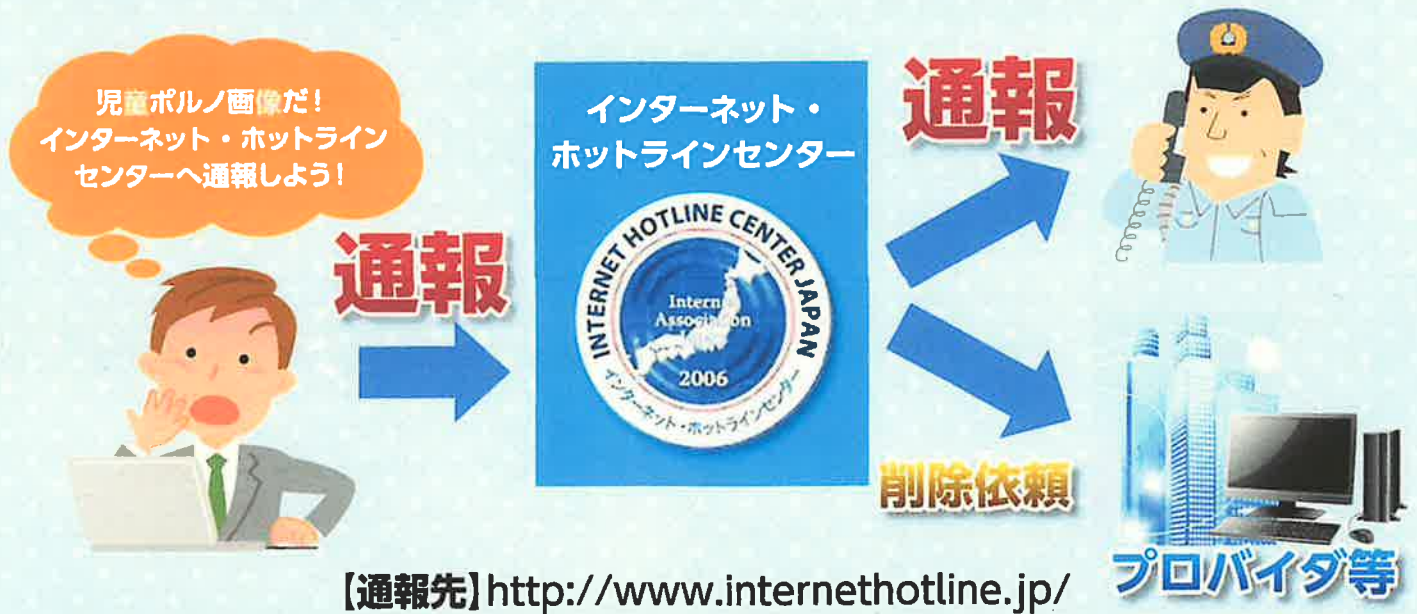 児童ポルノ画像だ!
インターネット・ホットライン
センターへ通報しよう!
通報
インターネット・
ホットラインセンター
INTERNET HOTLINE CENTER JAPAN
Internet
Association
2006
インターネット・ホットラインセンター
通報
削除依頼
プロバイダ等
【通報先】http://www.internethotline.jp/